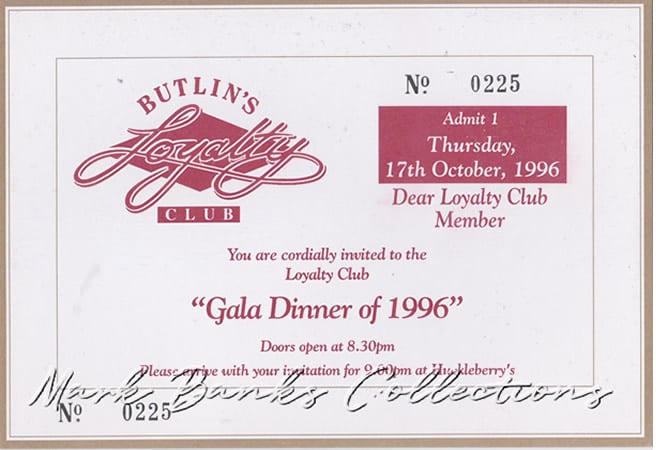 BUTLIN'S
Loyalty
CLUB
Nº 0225
Admit 1
Thursday,
17th October, 1996
Dear Loyalty Club
Member
You are cordially invited to the
Loyalty Club
“Gala Dinner of 1996”
Doors open at 8.30pm
Please arrive with your invitation for 9.00pm at Huckleberry's
Mark Banks Collections
Nº 0225